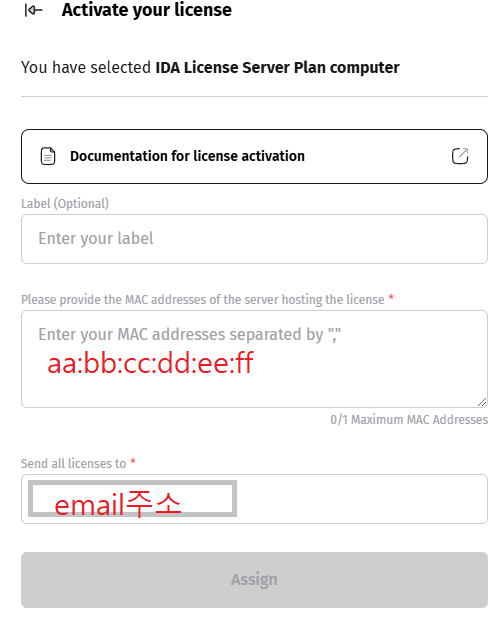 Activate your license
You have selected IDA License Server Plan computer
Documentation for license activation
Label (Optional)
Enter your label
Please provide the MAC addresses of the server hosting the license *
Enter your MAC addresses separated by ","
aa:bb:cc:dd:ee:ff
0/1 Maximum MAC Addresses
Send all licenses to *
email주소
Assign